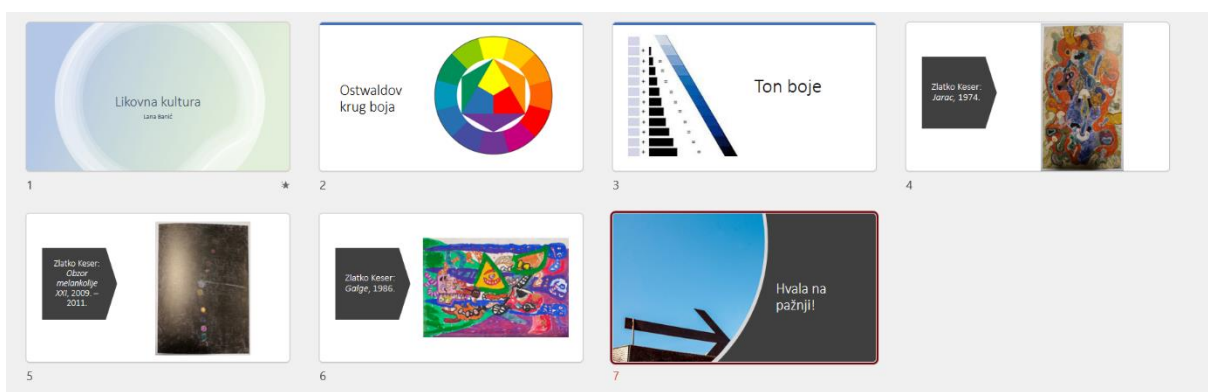 Likovna kultura
Lana Banić
1
Ostwaldov
krug boja
2
+
+
+
+
+
+
+
+
+
+
+
=
=
=
=
=
=
=
=
=
Ton boje
3
Zlatko Keser:
Jarac, 1974.
4
Zlatko Keser:
Obzor
melankolije
XXI, 2009. –
2011.
5
Zlatko Keser:
Galge, 1986.
6
Hvala na
pažnji!
7